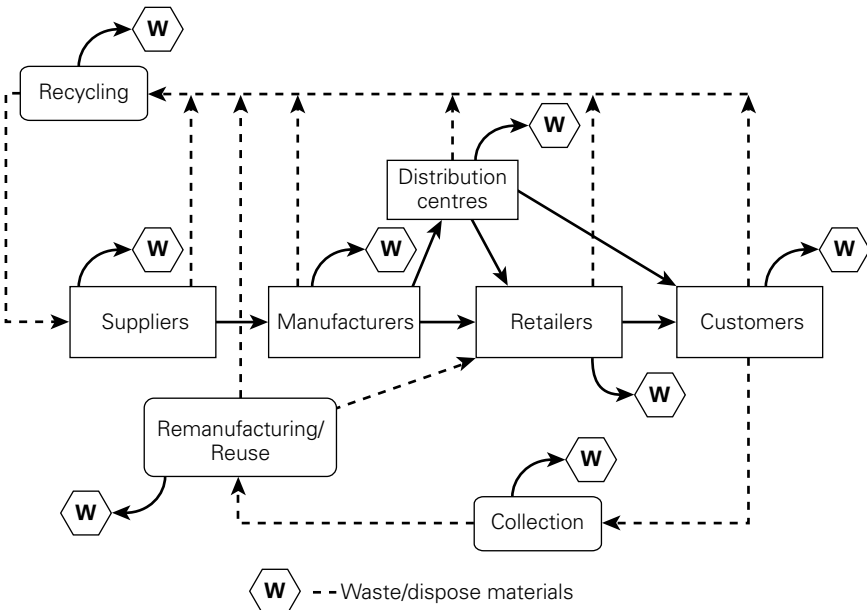 W
Recycling
W
Distribution
centres
W
W
W
Suppliers
Manufacturers
Retailers
Customers
W
Remanufacturing/
Reuse
W
W
Collection
W
Waste/dispose materials